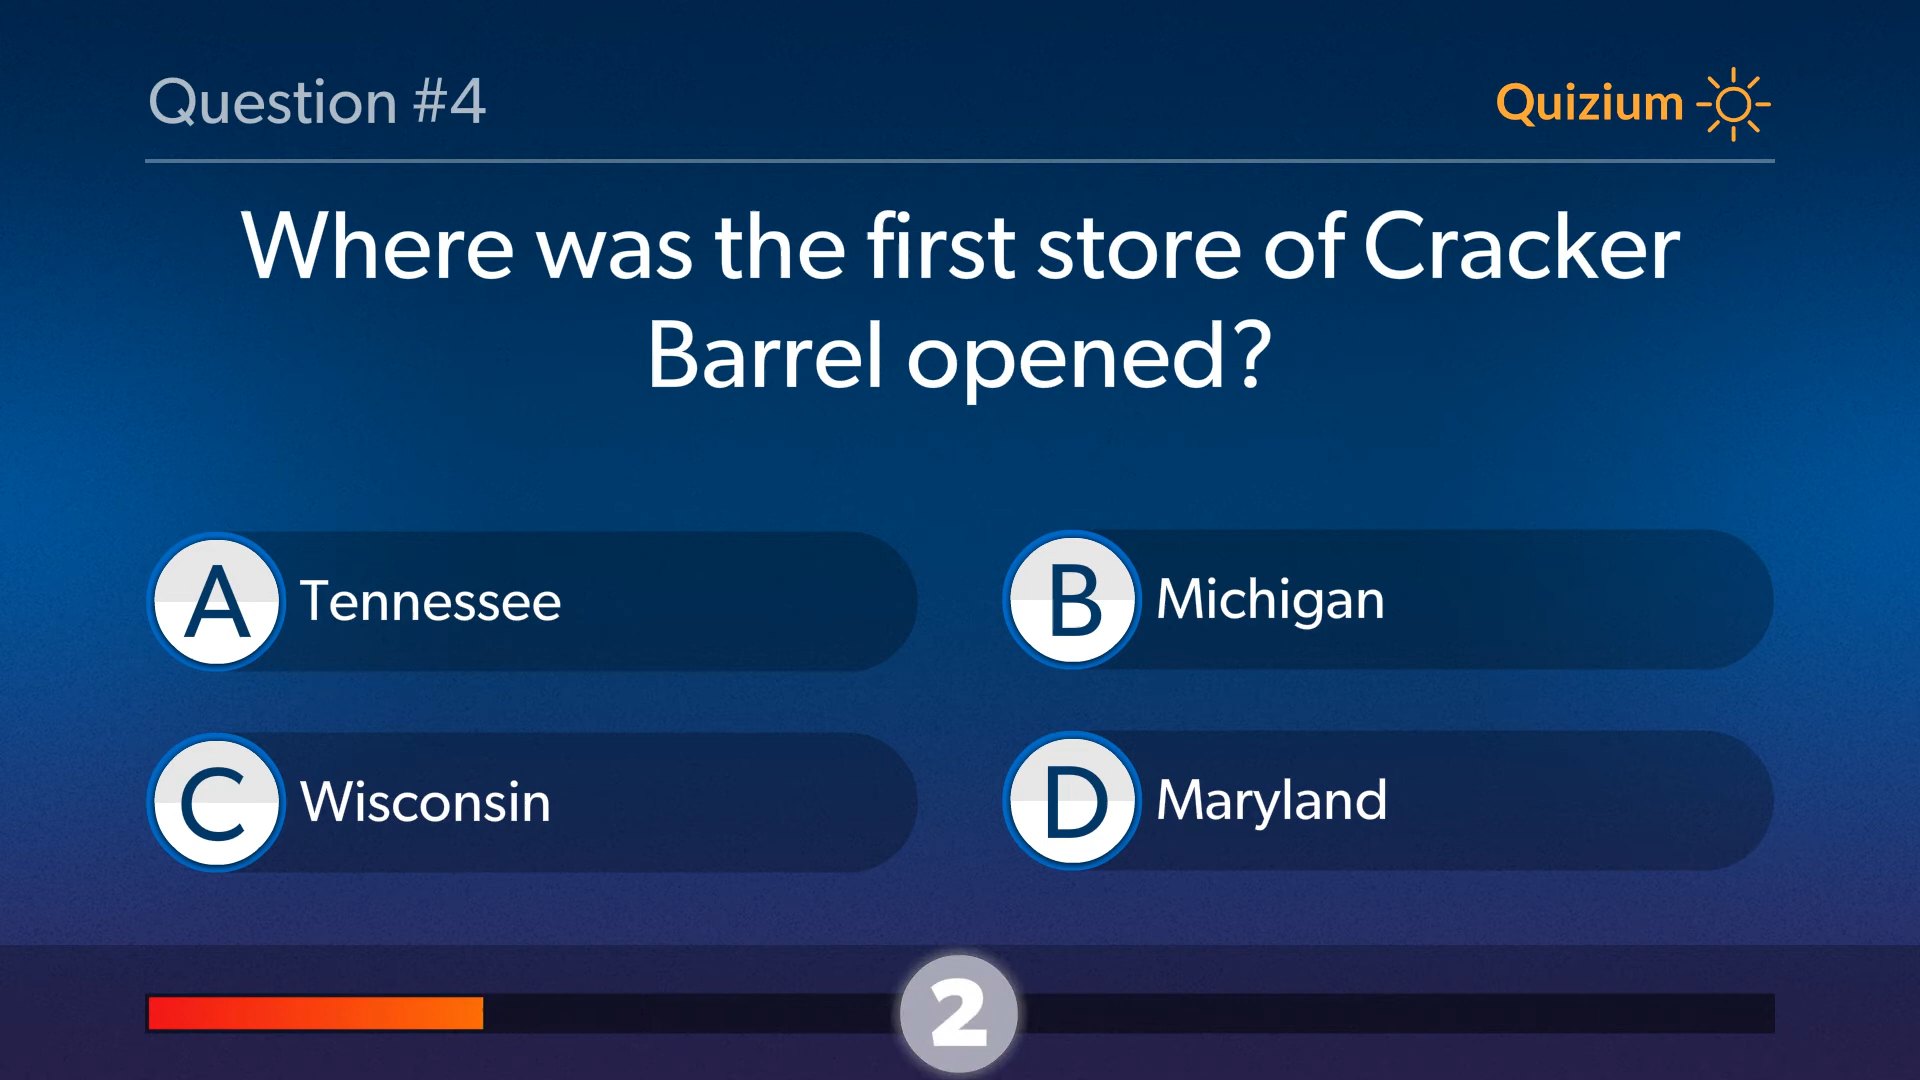 Question #4
Quizium
Where was the first store of Cracker
Barrel opened?
A Tennessee
B Michigan
C Wisconsin
D Maryland
2